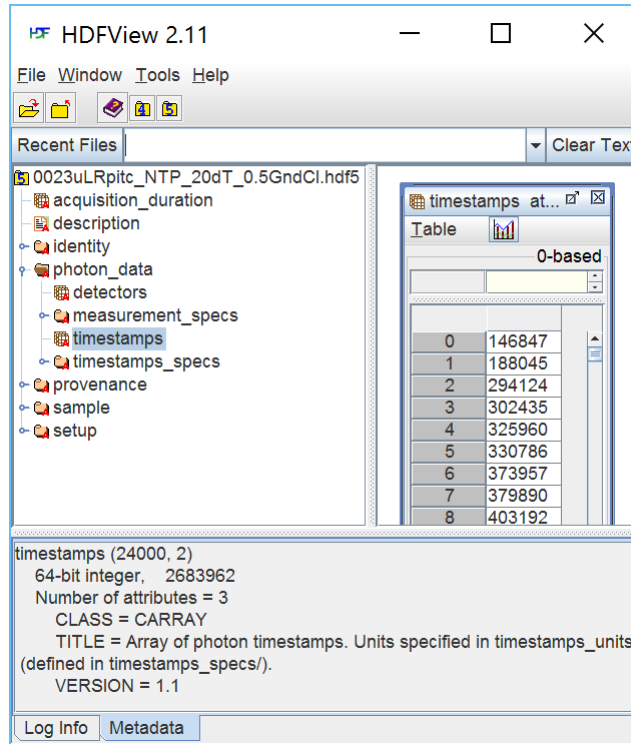 HDFView 2.11
File Window Tools Help
Recent Files
Clear Text
0023uLRpitc_NTP_20dT_0.5GndCl.hdf5
acquisition_duration
description
identity
photon_data
detectors
measurement_specs
timestamps
timestamps_specs
provenance
sample
setup
timestamps at...
Table
0-based
0 146847
1 188045
2 294124
3 302435
4 325960
5 330786
6 373957
7 379890
8 403192
timestamps (24000, 2)
64-bit integer, 2683962
Number of attributes = 3
CLASS = CARRAY
TITLE = Array of photon timestamps. Units specified in timestamps_units
(defined in timestamps_specs/).
VERSION = 1.1
Log Info Metadata